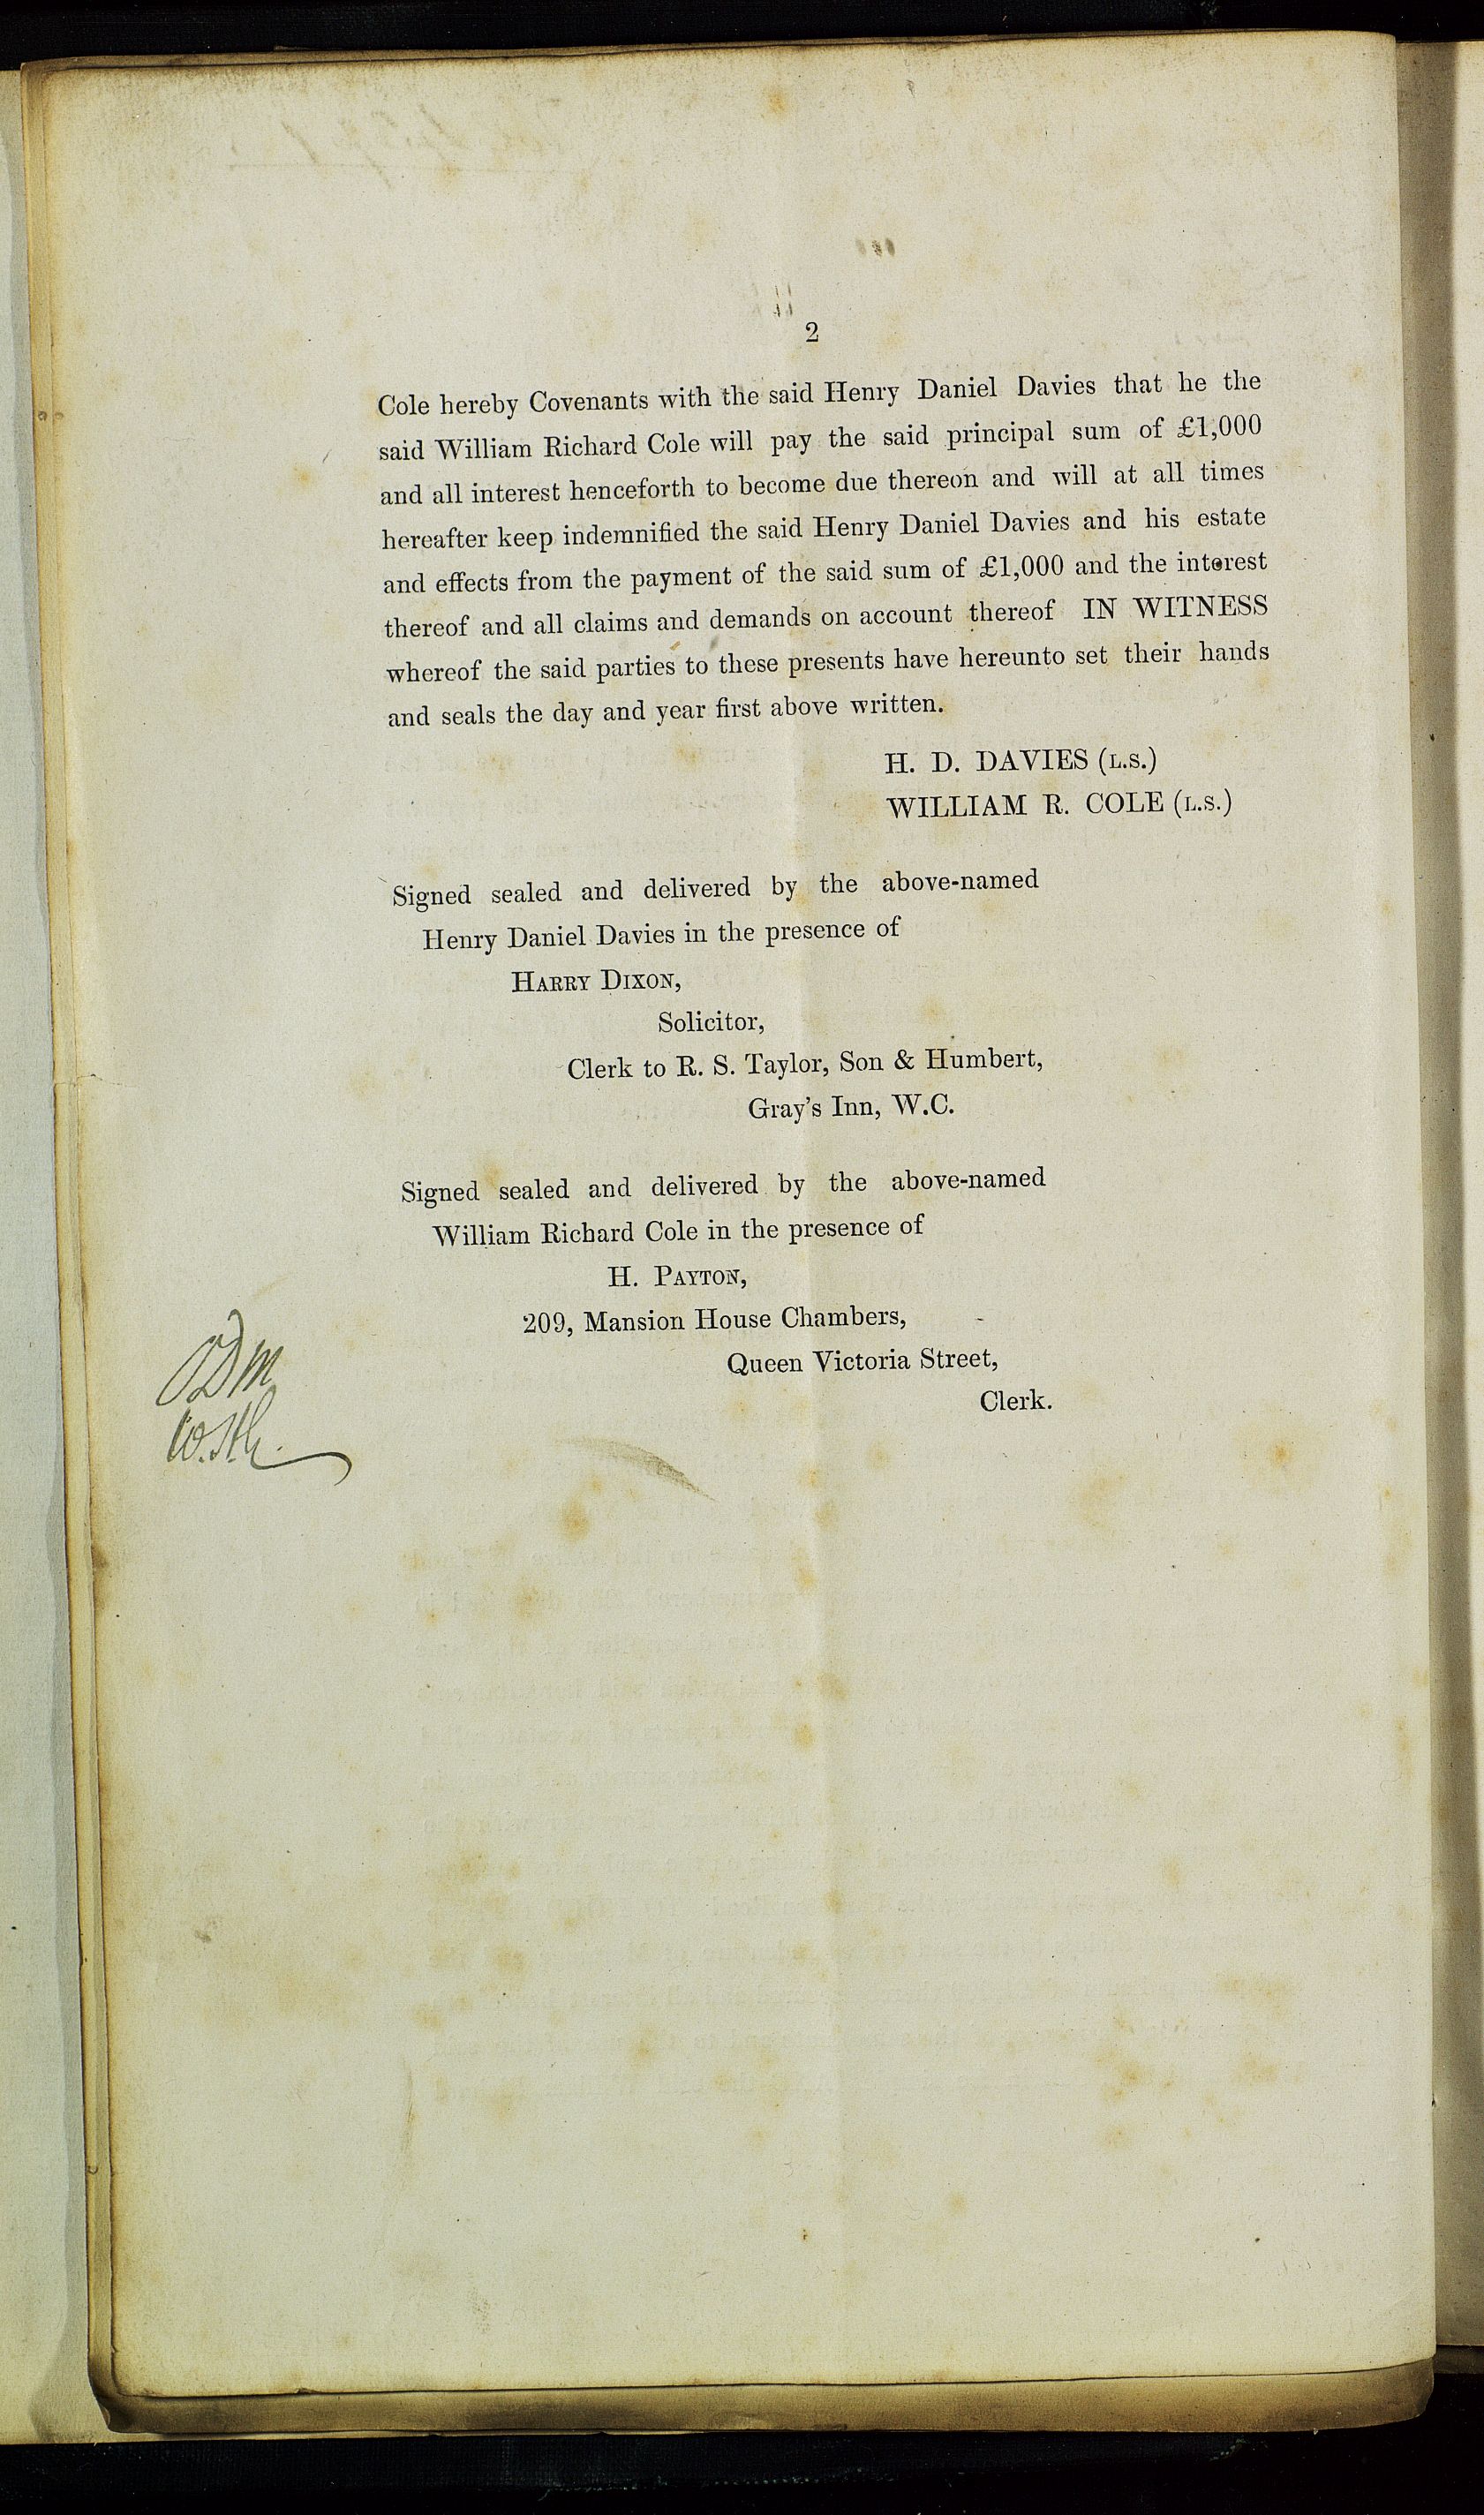 2
Cole hereby Covenants with the said Henry Daniel Davies that he the
said William Richard Cole will pay the said principal sum of £1,000
and all interest henceforth to become due thereon and will at all times
hereafter keep indemnified the said Henry Daniel Davies and his estate
and effects from the payment of the said sum of £1,000 and the interest
thereof and all claims and demands on account thereof IN WITNESS
whereof the said parties to these presents have hereunto set their hands
and seals the day and year first above written.
H. D. DAVIES (L.S.)
WILLIAM R. COLE (L.S.)
Signed sealed and delivered by the above-named
Henry Daniel Davies in the presence of
HARRY DIXON,
Solicitor,
Clerk to R. S. Taylor, Son & Humbert,
Gray's Inn, W.C.
Signed sealed and delivered by the above-named
William Richard Cole in the presence of
H. PAYTON,
209, Mansion House Chambers,
Queen Victoria Street,
Clerk.